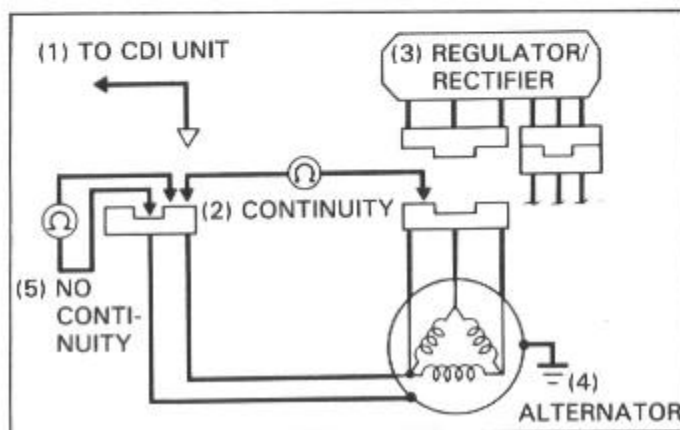 (1) TO CDI UNIT
(3) REGULATOR/
RECTIFIER
Ω
(2) CONTINUITY
Ω
(5) NO
CONTI-
NUITY
(4)
ALTERNATOR